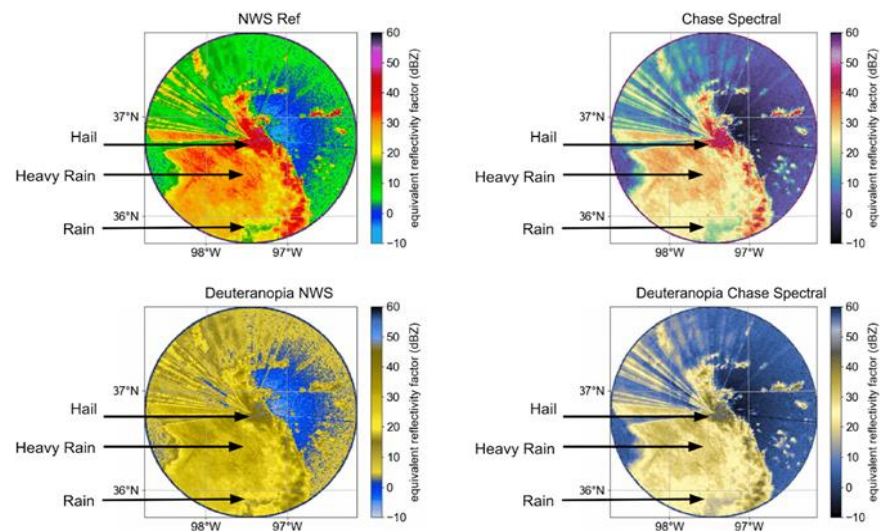 NWS Ref
37°N
36°N
98°W
97°W
Hail
Heavy Rain
Rain
60
50
40
30
20
10
0
−10
equivalent reflectivity factor (dBZ)
Chase Spectral
37°N
36°N
98°W
97°W
Hail
Heavy Rain
Rain
60
50
40
30
20
10
0
−10
equivalent reflectivity factor (dBZ)
Deuteranopia NWS
37°N
36°N
98°W
97°W
Hail
Heavy Rain
Rain
60
50
40
30
20
10
0
−10
equivalent reflectivity factor (dBZ)
Deuteranopia Chase Spectral
37°N
36°N
98°W
97°W
Hail
Heavy Rain
Rain
60
50
40
30
20
10
0
−10
equivalent reflectivity factor (dBZ)